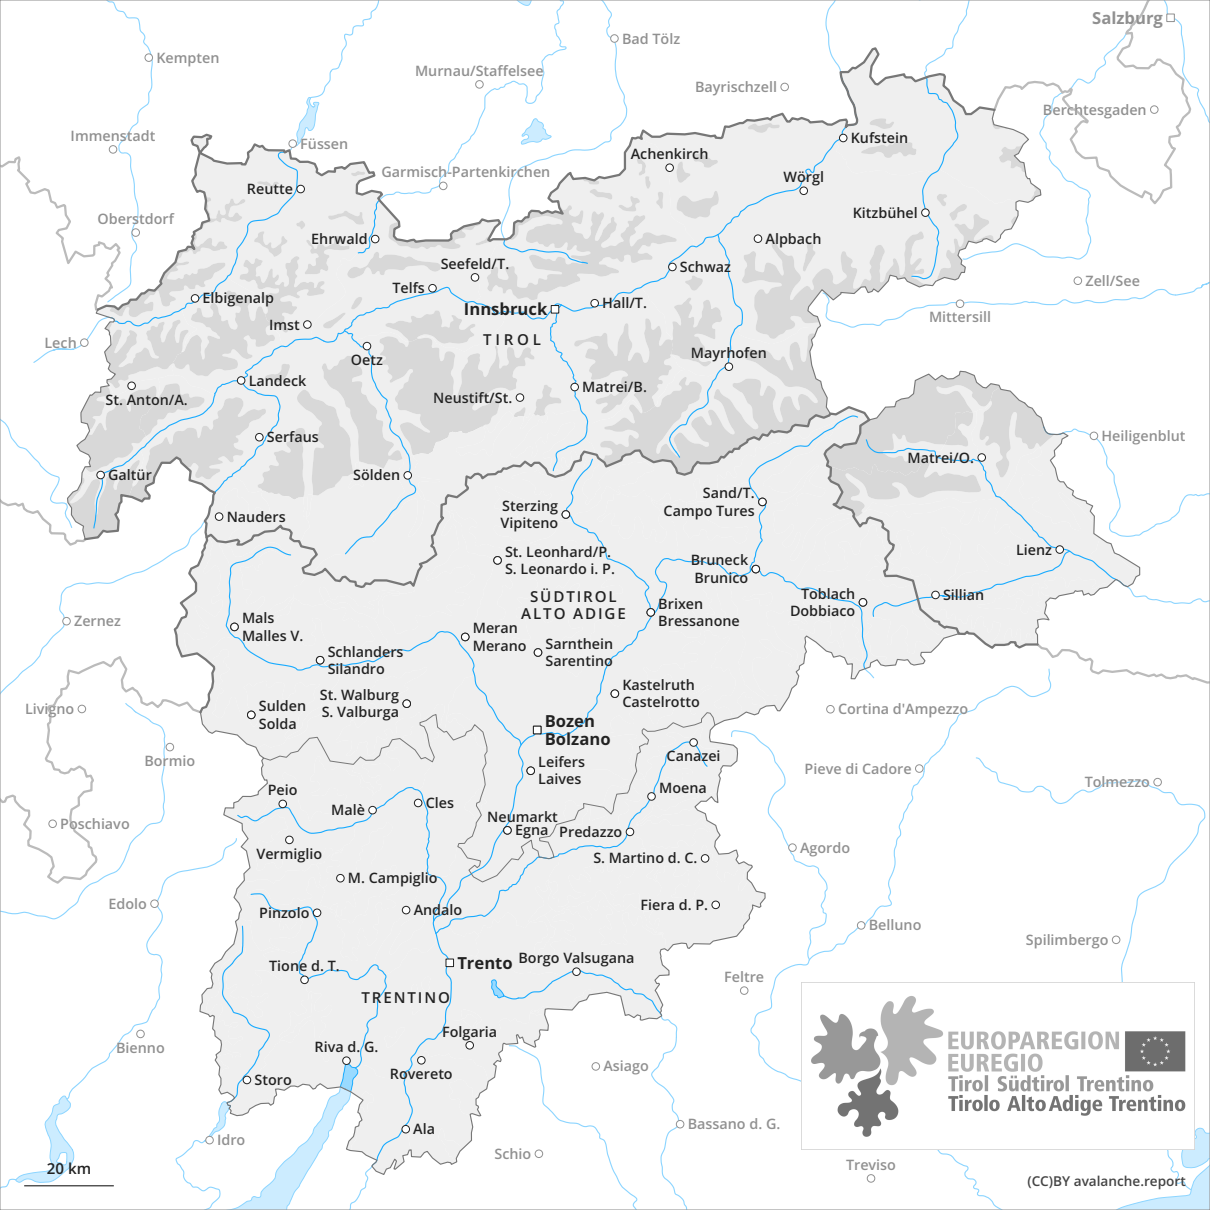 Salzburg
Bad Tölz
Kempten
Murnau/Staffelsee
Bayrischzell
Berchtesgaden
Immenstadt
Füssen
Kufstein
Achenkirch
Garmisch-Partenkirchen
Wörgl
Reutte
Kitzbühel
Oberstdorf
Ehrwald
Alpbach
Seefeld/T.
Schwaz
Zell/See
Telfs
Elbigenalp
Hall/T.
Innsbruck
Mittersill
Imst
TIROL
Lech
Oetz
Mayrhofen
Landeck
Matrei/B.
St. Anton/A.
Neustift/St.
Serfaus
Heiligenblut
Matrei/O.
Galtür
Sölden
Sand/T.
Campo Tures
Sterzing
Vipiteno
Nauders
St. Leonhard/P.
S. Leonardo i. P.
Lienz
Bruneck
Brunico
SÜDTIROL
ALTO ADIGE
Toblach
Dobbiaco
Sillian
Brixen
Bressanone
Zernez
Mals
Malles V.
Meran
Merano
Sarnthein
Sarentino
Schlanders
Silandro
Kastelruth
Castelrotto
St. Walburg
S. Valburga
Sulden
Solda
Livigno
Cortina d'Ampezzo
Bozen
Bolzano
Bormio
Canazei
Leifers
Laives
Pieve di Cadore
Tolmezzo
Peio
Moena
Malè
Cles
Neumarkt
Egna
Predazzo
Poschiavo
Vermiglio
Agordo
S. Martino d. C.
M. Campiglio
Edolo
Pinzolo
Andalo
Fiera d. P.
Belluno
Spilimbergo
Trento
Borgo Valsugana
Tione d. T.
Feltre
TRENTINO
Folgaria
Bienno
Riva d. G.
Rovereto
Asiago
Storo
Ala
Bassano d. G.
Idro
Schio
Treviso
EUROPAREGION
EUREGIO
Tirol Südtirol Trentino
Tirolo Alto Adige Trentino
20 km
(CC)BY avalanche.report